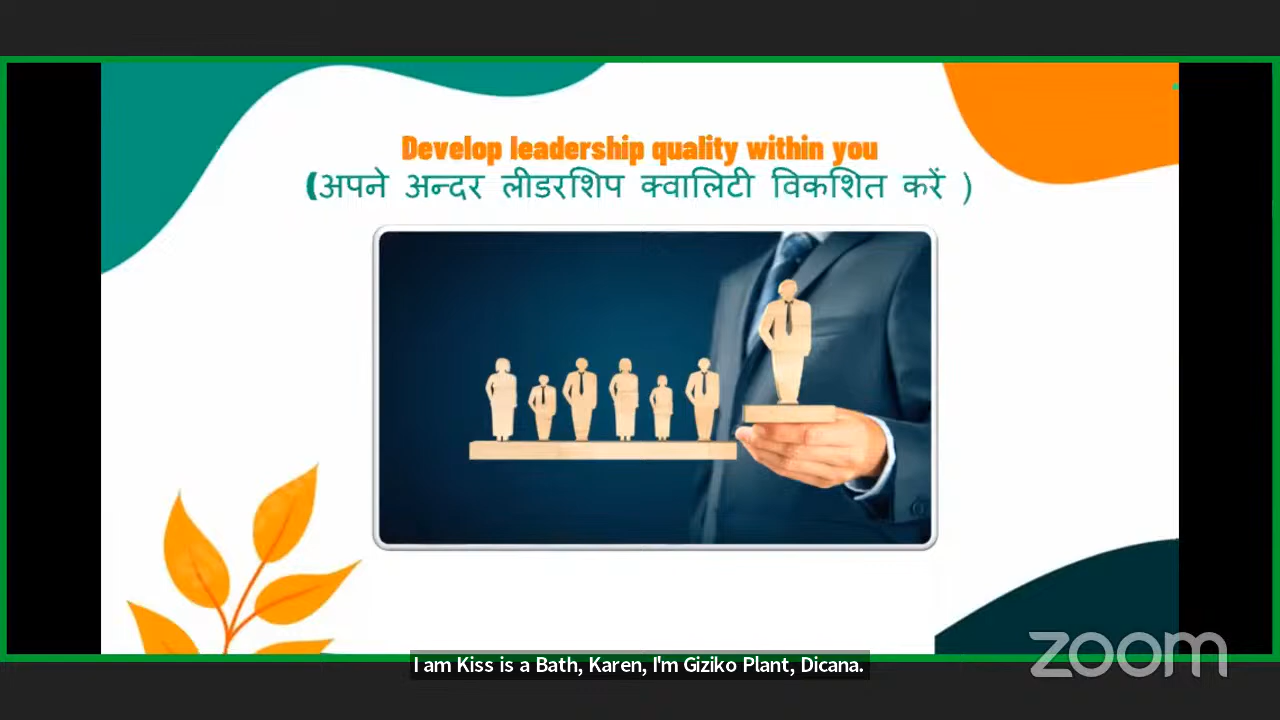 Develop leadership quality within you
(अपने अन्दर लीडरशिप क्वालिटी विकशित करें )
I am Kiss is a Bath, Karen, I'm Giziko Plant, Dicana.
zoom